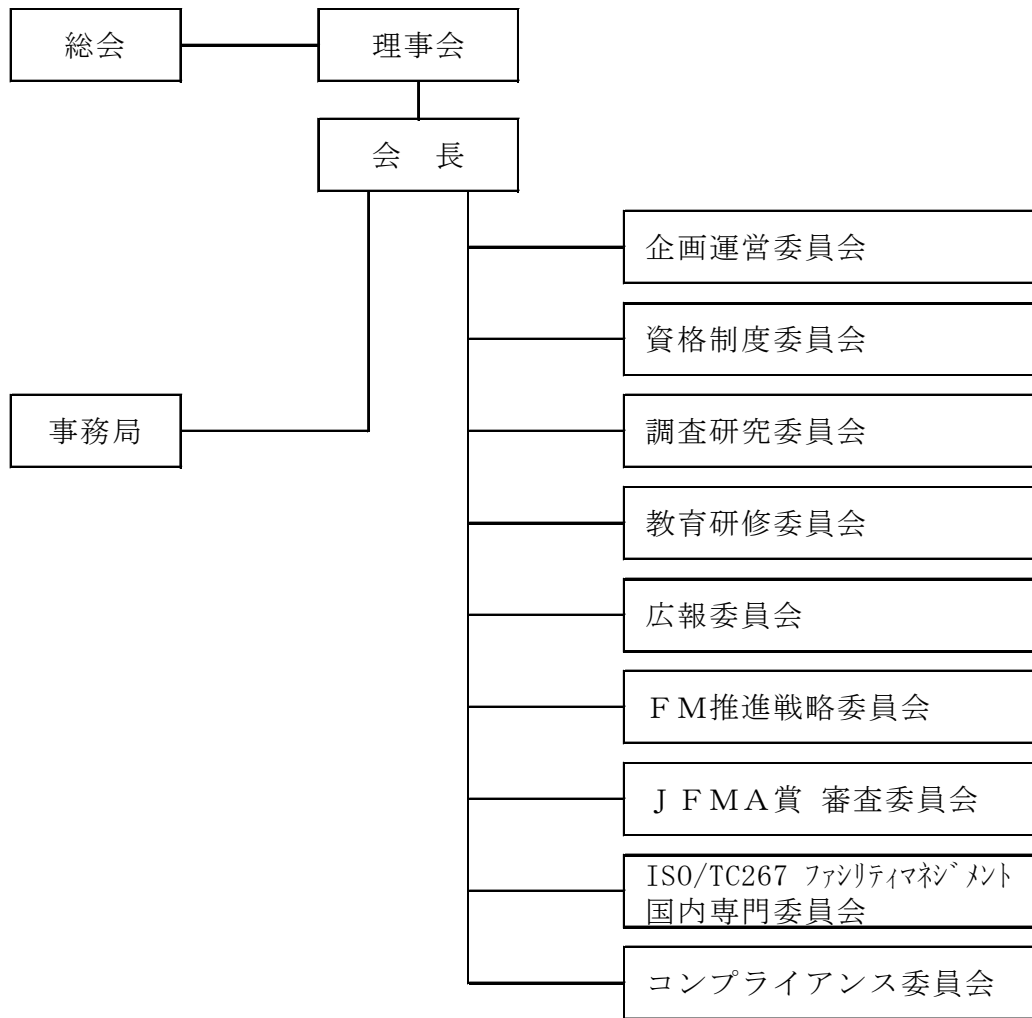 総会
理事会
会　長
企画運営委員会
資格制度委員会
事務局
調査研究委員会
教育研修委員会
広報委員会
ＦＭ推進戦略委員会
ＪＦＭＡ賞 審査委員会
ISO/TC267 ﾌｧｼﾘﾃｨﾏﾈｼﾞﾒﾝﾄ
国内専門委員会
コンプライアンス委員会